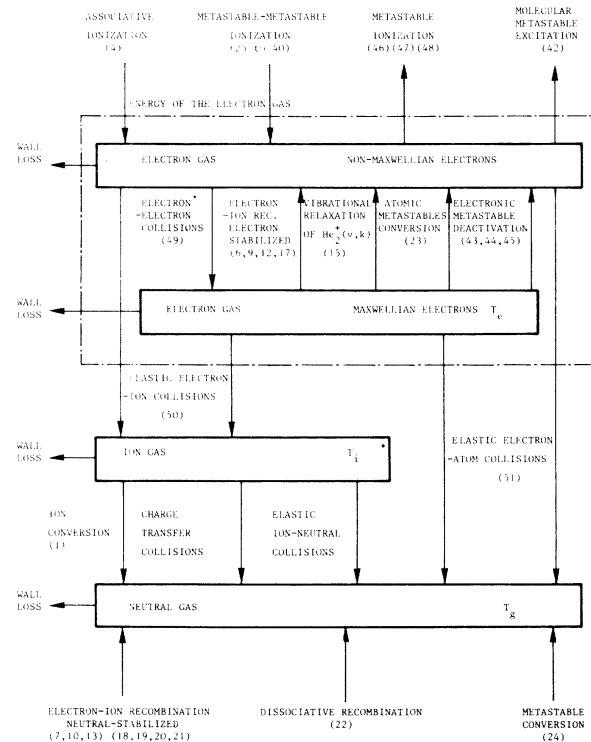 ASSOCIATIVE
IONIZATION
(4)
METASTABLE-METASTABLE
IONIZATION
METASTABLE
IONIZATION
(46)(47)(48)
MOLECULAR
METASTABLE
EXCITATION
(42)
ENERGY OF THE ELECTRON GAS
WALL
LOSS
ELECTRON GAS
NON-MAXWELLIAN ELECTRONS
ELECTRON
-ELECTRON
COLLISIONS
(49)
ELECTRON
-ION REC.
ELECTRON
STABILIZED
(6,9,12,17)
VIBRATIONAL
RELAXATION
OF He2+(v,k)
(15)
ATOMIC
METASTABLES
CONVERSION
(23)
ELECTRONIC
METASTABLE
DEACTIVATION
(43,44,45)
WALL
LOSS
ELECTRON GAS
MAXWELLIAN ELECTRONS Te
ELASTIC ELECTRON
-ION COLLISIONS
(50)
WALL
LOSS
ION GAS
Ti
ELASTIC ELECTRON
-ATOM COLLISIONS
(51)
ION
CONVERSION
(1)
CHARGE
TRANSFER
COLLISIONS
ELASTIC
ION-NEUTRAL
COLLISIONS
WALL
LOSS
NEUTRAL GAS
Tg
ELECTRON-ION RECOMBINATION
NEUTRAL-STABILIZED
(7,10,13) (18,19,20,21)
DISSOCIATIVE RECOMBINATION
(22)
METASTABLE
CONVERSION
(24)